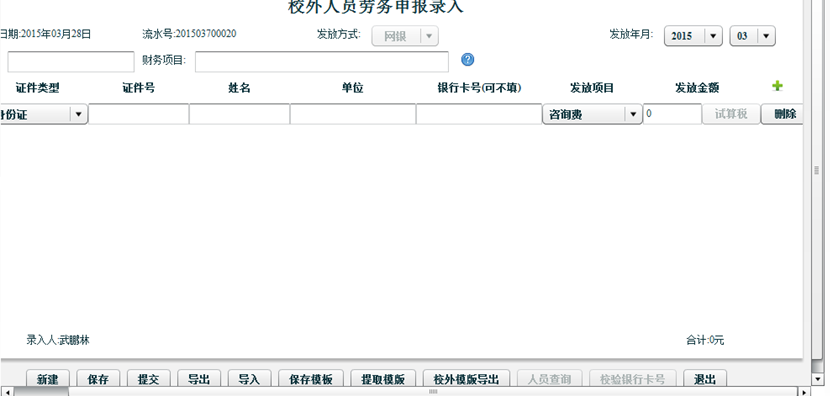 校外人员劳务申报录入
日期:2015年03月28日 流水号:201503700020 发放方式: 网银 发放年月: 2015 03
财务项目:
证件类型 证件号 姓名 单位 银行卡号(可不填) 发放项目 发放金额
份证 咨询费 0 试算税 删除
录入人:武鹏林 合计:0元
新建 保存 提交 导出 导入 保存模板 提取模版 校外模版导出 人员查询 校验银行卡号 退出